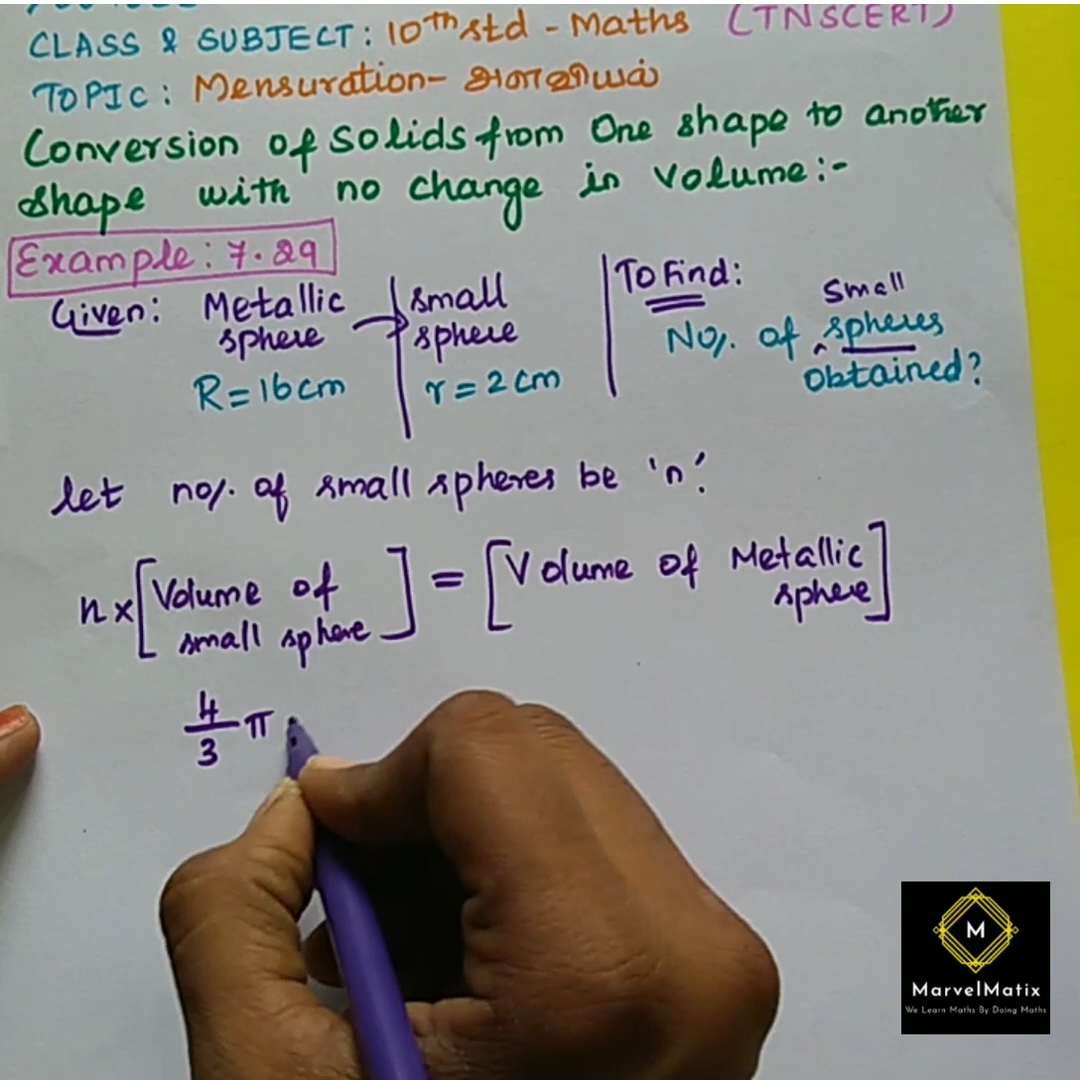 CLASS & SUBJECT: 10th std - Maths (TNSCERT)
TOPIC: Mensuration- அளவியல்
Conversion of solids from One shape to another
shape with no change in volume:-
Example: 7.29
Given: Metallic sphere R=16cm
small sphere r=2cm
To Find:
No/. of small spheres
obtained?
let no/. of small spheres be 'n'.
n×[Volume of small sphere] = [Volume of Metallic sphere]
4/3 π
M
MarvelMatix
We Learn Maths By Doing Maths